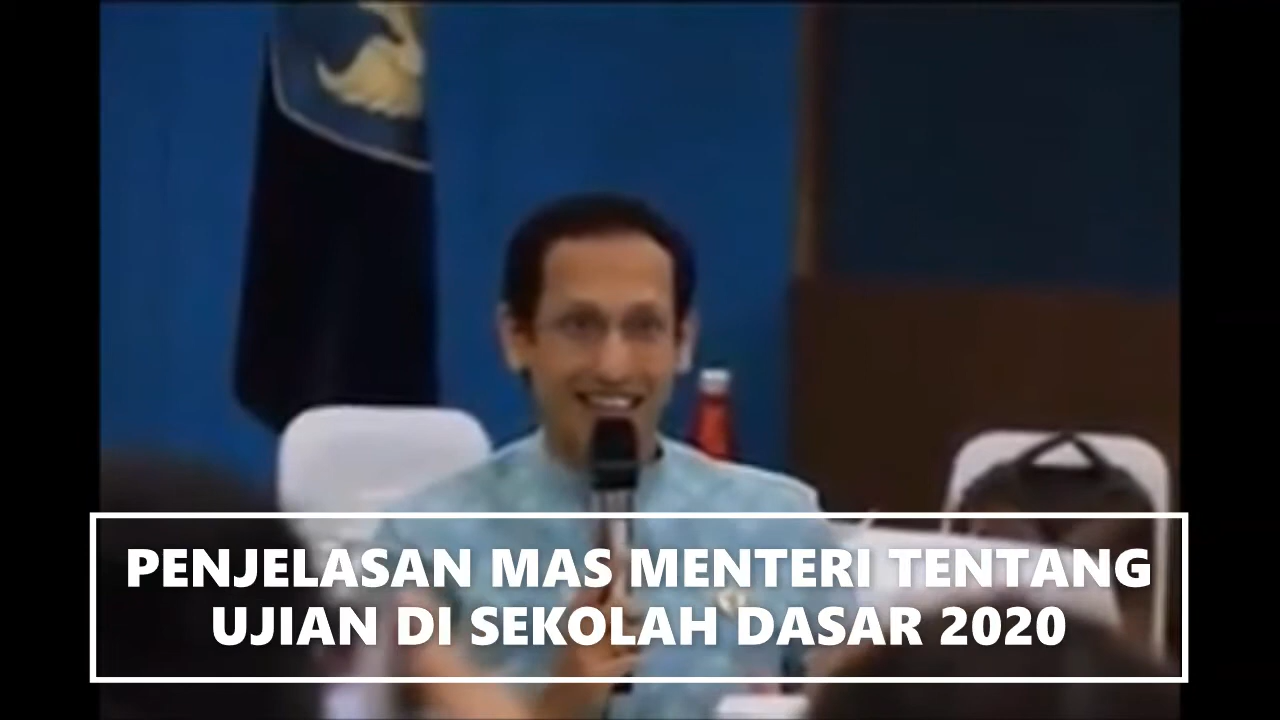 PENJELASAN MAS MENTERI TENTANG
UJIAN DI SEKOLAH DASAR 2020